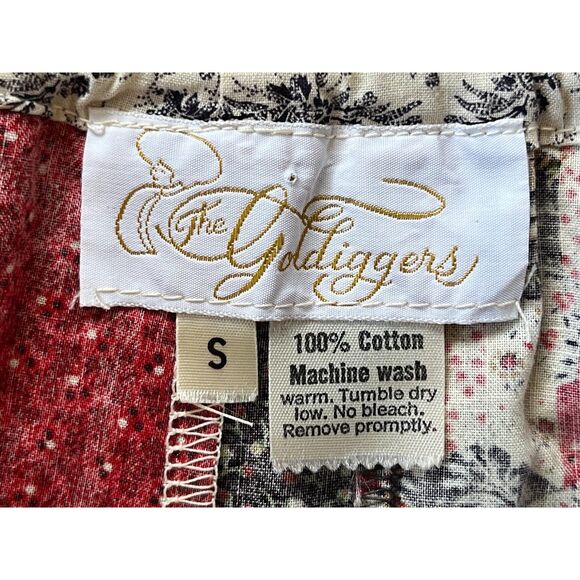 The Goldiggers
S
100% Cotton
Machine wash
warm. Tumble dry
low. No bleach.
Remove promptly.